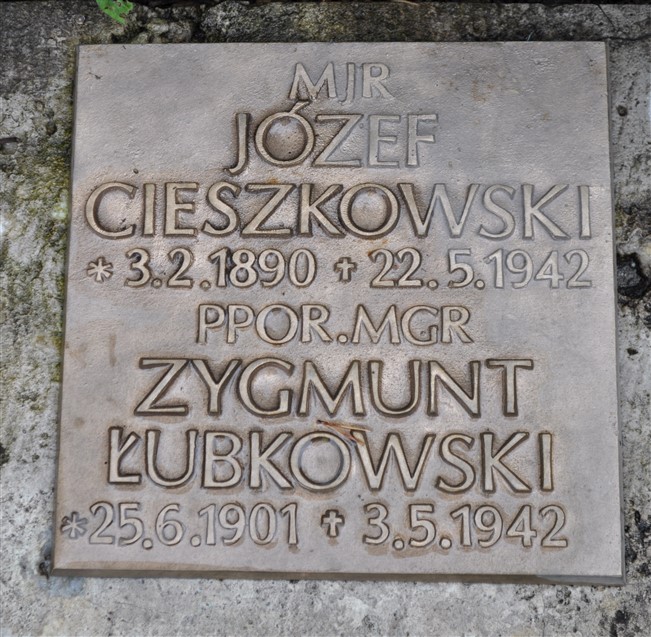 MJR
JÓZEF
CIESZKOWSKI
* 3.2.1890 ✝ 22.5.1942
PPOR.MGR
ZYGMUNT
ŁUBKOWSKI
* 25.6.1901 ✝ 3.5.1942